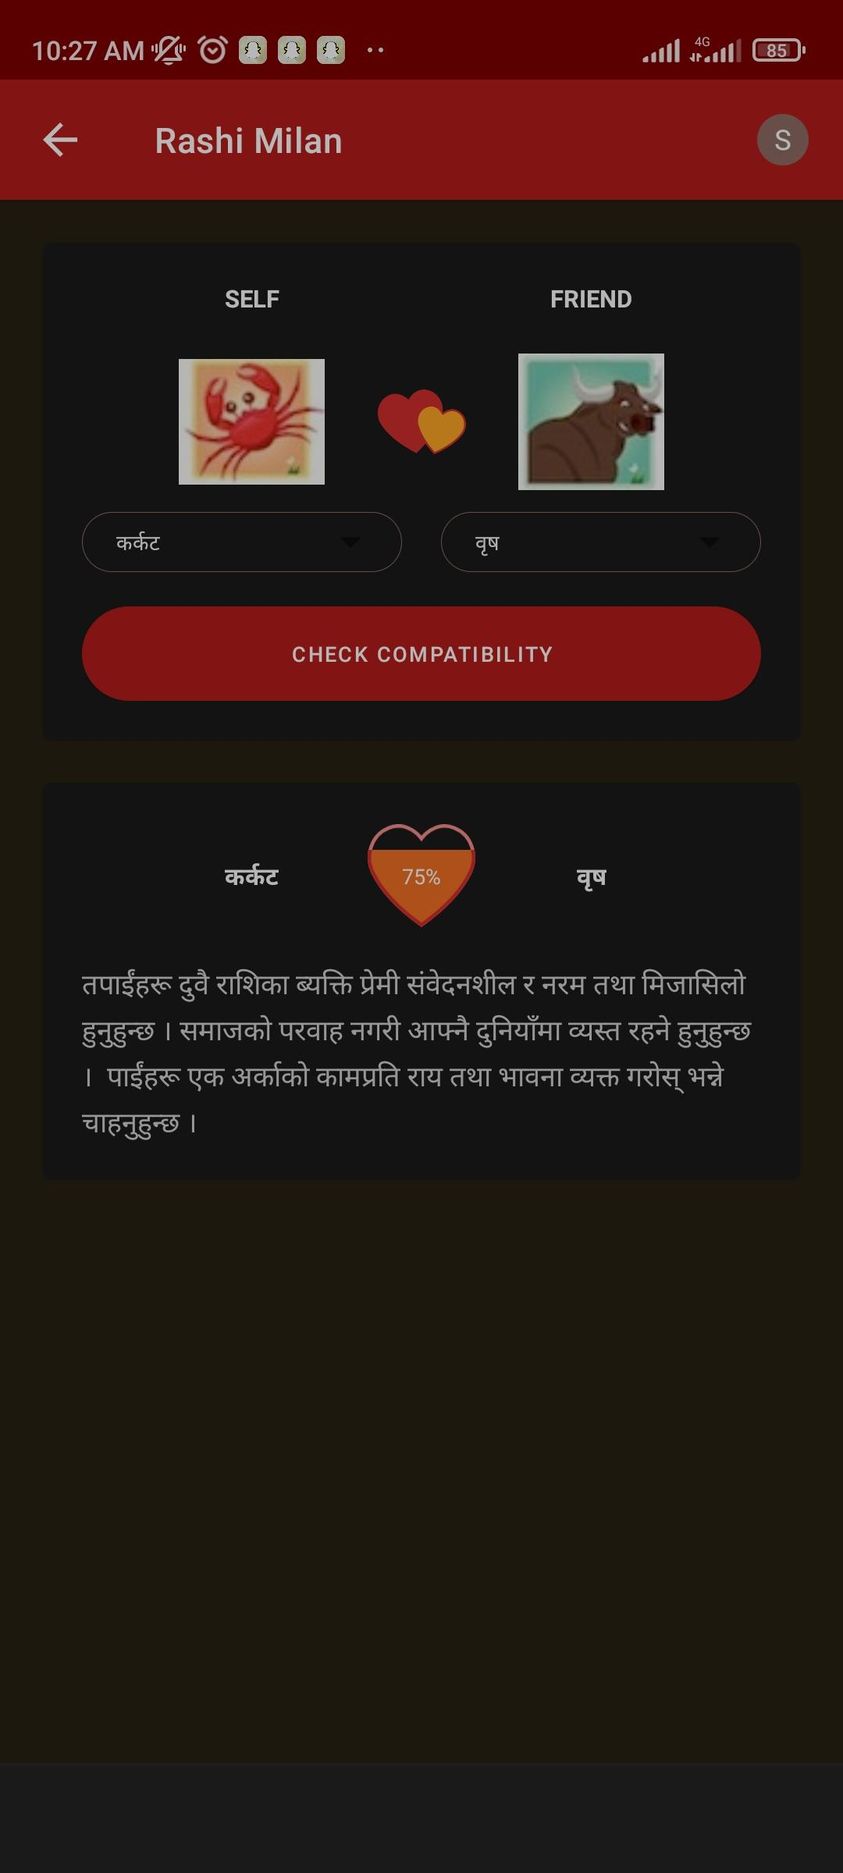 10:27 AM
4G
85
Rashi Milan
S
SELF
FRIEND
कर्कट
वृष
CHECK COMPATIBILITY
कर्कट
75%
वृष
तपाईंहरू दुवै राशिका ब्यक्ति प्रेमी संवेदनशील र नरम तथा मिजासिलो
हुनुहुन्छ । समाजको परवाह नगरी आफ्नै दुनियाँमा व्यस्त रहने हुनुहुन्छ
। पाईंहरू एक अर्काको कामप्रति राय तथा भावना व्यक्त गरोस् भन्ने
चाहनुहुन्छ ।